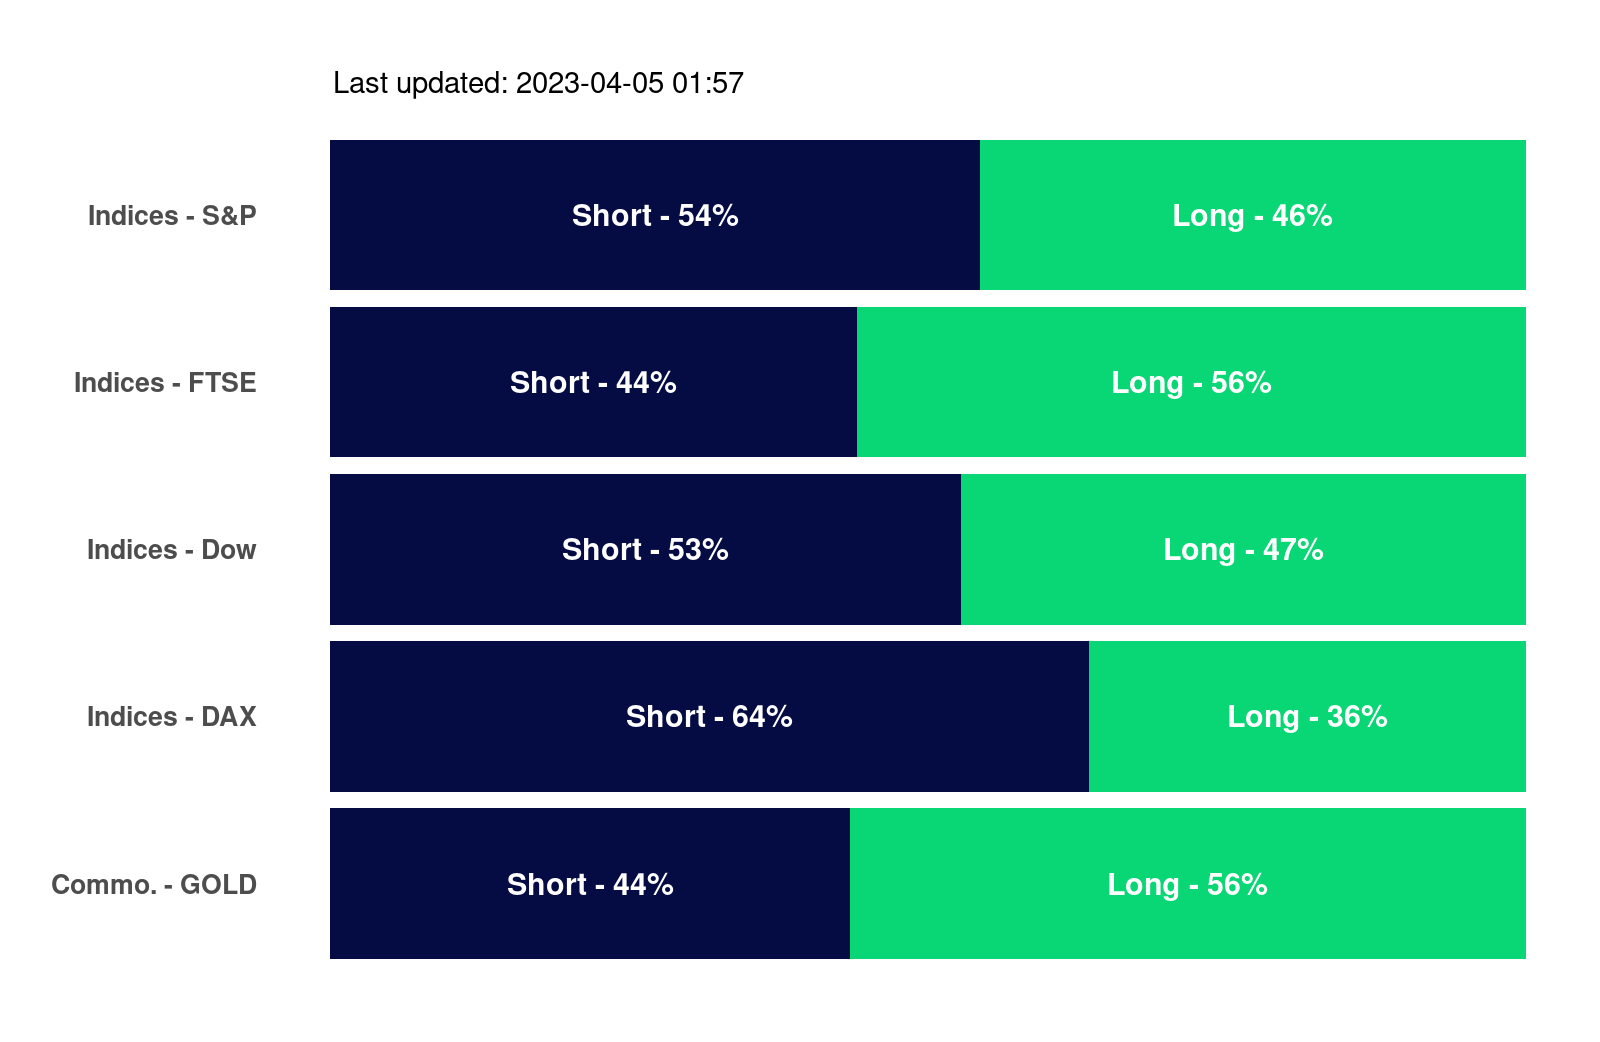 Last updated: 2023-04-05 01:57
Indices - S&P Short - 54% Long - 46%
Indices - FTSE Short - 44% Long - 56%
Indices - Dow Short - 53% Long - 47%
Indices - DAX Short - 64% Long - 36%
Commo. - GOLD Short - 44% Long - 56%